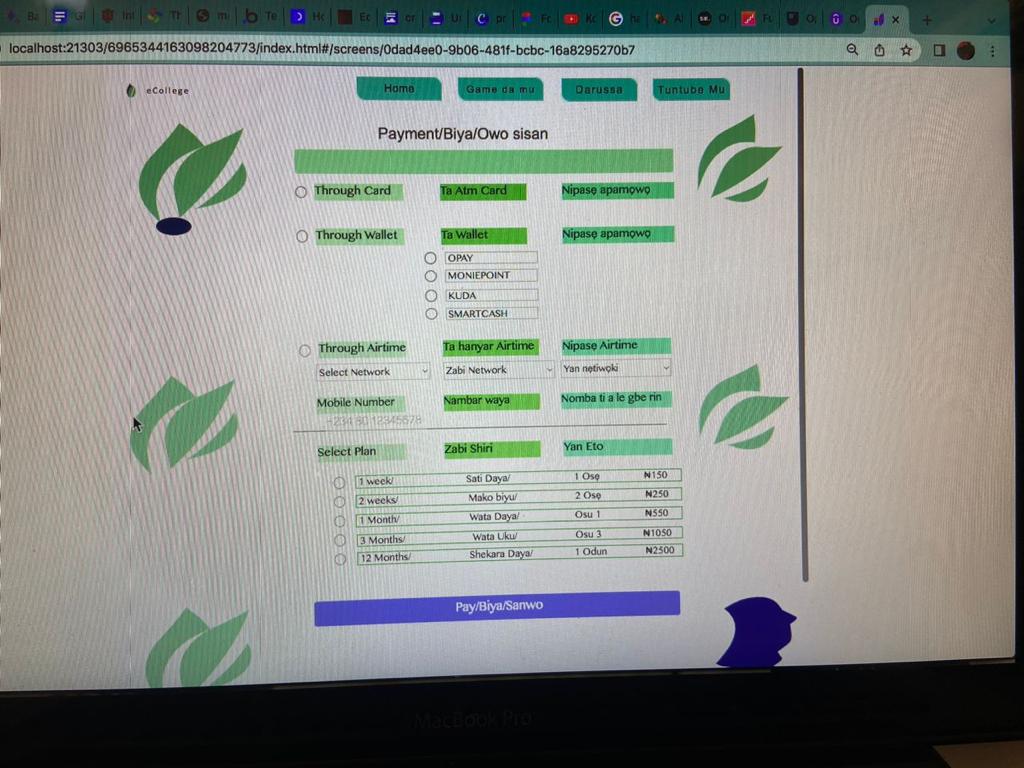 localhost:21303/6965344163098204773/index.html#/screens/0dad4ee0-9b06-481f-bcbc-16a8295270b7
eCollege Home Game da mu Darussa Tuntube Mu
Payment/Biya/Owo sisan
Through Card Ta Atm Card Nipasẹ apamọwọ
Through Wallet Ta Wallet Nipasẹ apamọwọ
OPAY
MONIEPOINT
KUDA
SMARTCASH
Through Airtime Ta hanyar Airtime Nipasẹ Airtime
Select Network Zabi Network Yan nẹtiwọki
Mobile Number Nambar waya Nomba ti a le gbe rin
+234 80 12345678
Select Plan Zabi Shiri Yan Eto
1 week/ Sati Daya/ 1 Osẹ ₦150
2 weeks/ Mako biyu/ 2 Osẹ ₦250
1 Month/ Wata Daya/ Osu 1 ₦550
3 Months/ Wata Uku/ Osu 3 ₦1050
12 Months/ Shekara Daya/ 1 Odun ₦2500
Pay/Biya/Sanwo
MacBook Pro